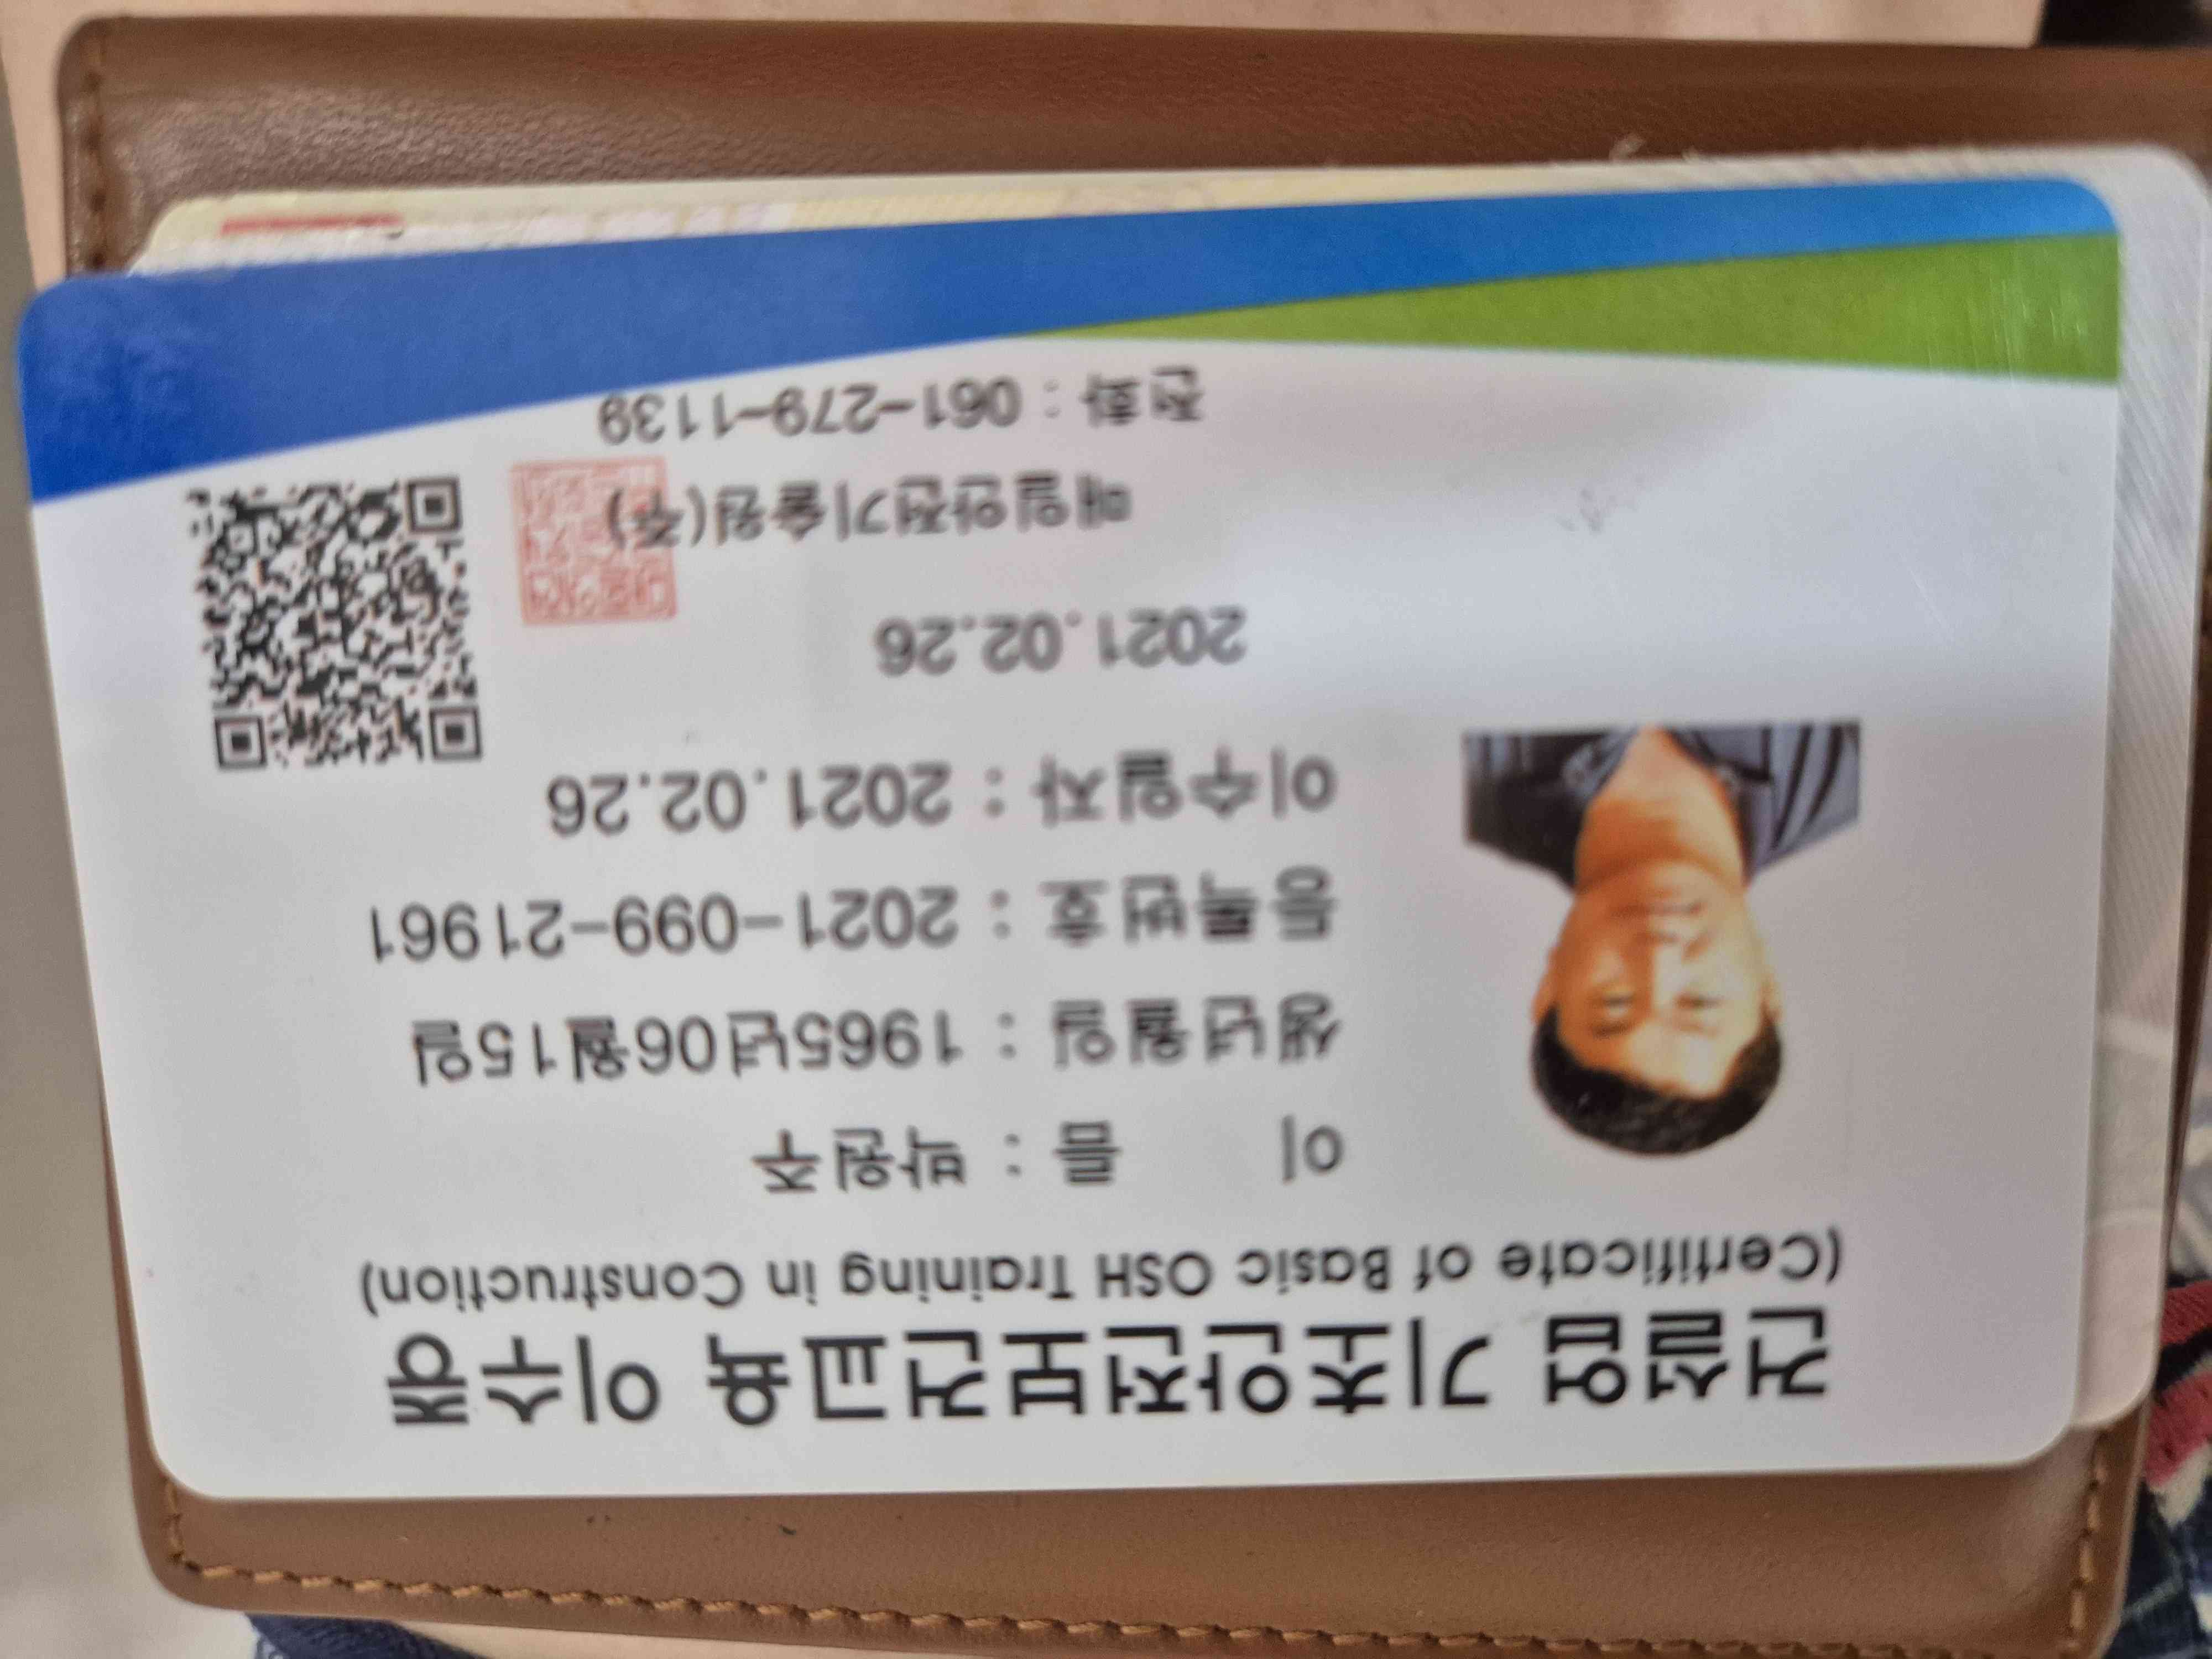 건설업 기초안전보건교육 이수증
(Certificate of Basic OSH Training in Construction)
이 름 : 박원주
생년월일 : 1965년06월15일
등록번호 : 2021-099-21961
이수일자 : 2021.02.26
2021.02.26
매일안전기술원(주)
전화 : 061-279-1139